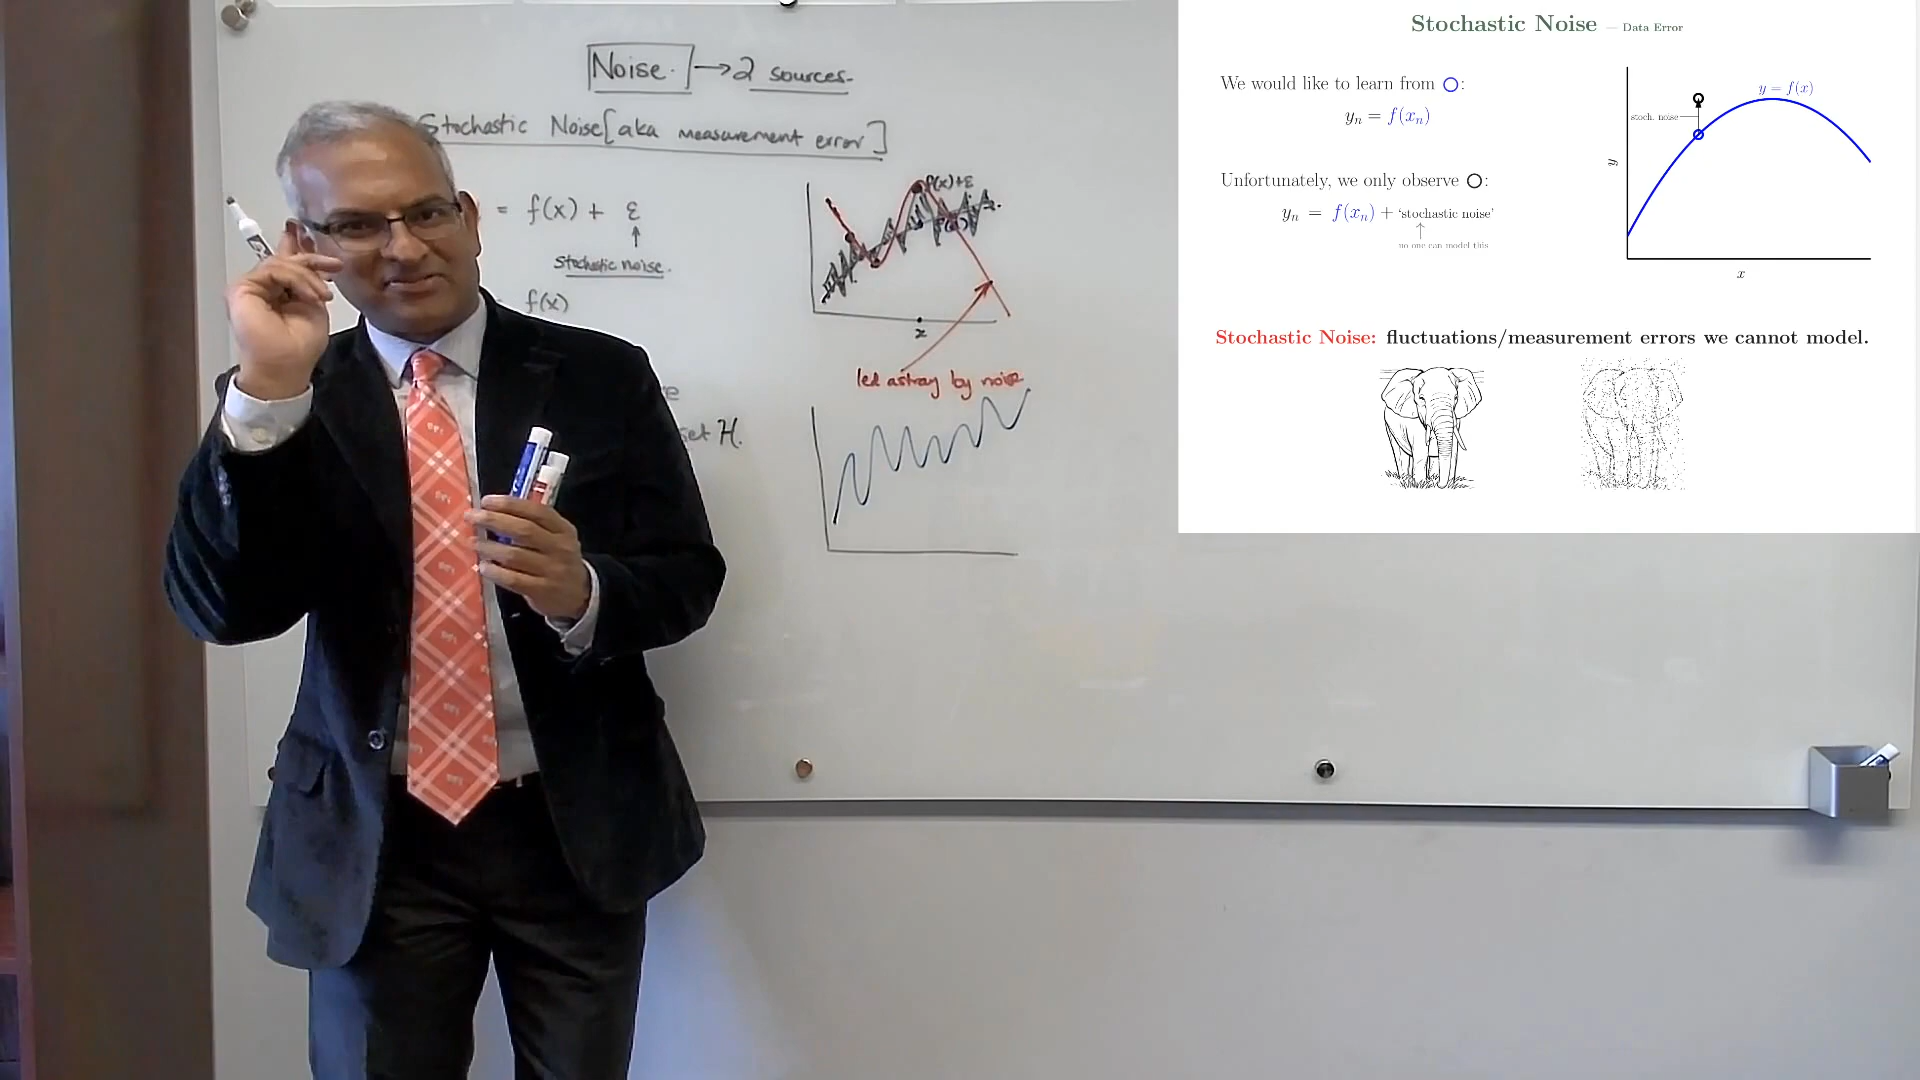 Noise. → 2 sources.
Stochastic Noise [aka measurement error]
= f(x) + ε
↑
stochastic noise.
f(x)
set H.
f(x)+ε
x
led astray by noise
Stochastic Noise — Data Error
We would like to learn from ○:
yₙ = f(xₙ)
Unfortunately, we only observe ○:
yₙ = f(xₙ) + ‘stochastic noise’
↑
no one can model this
y = f(x)
stoch. noise
y
x
Stochastic Noise: fluctuations/measurement errors we cannot model.